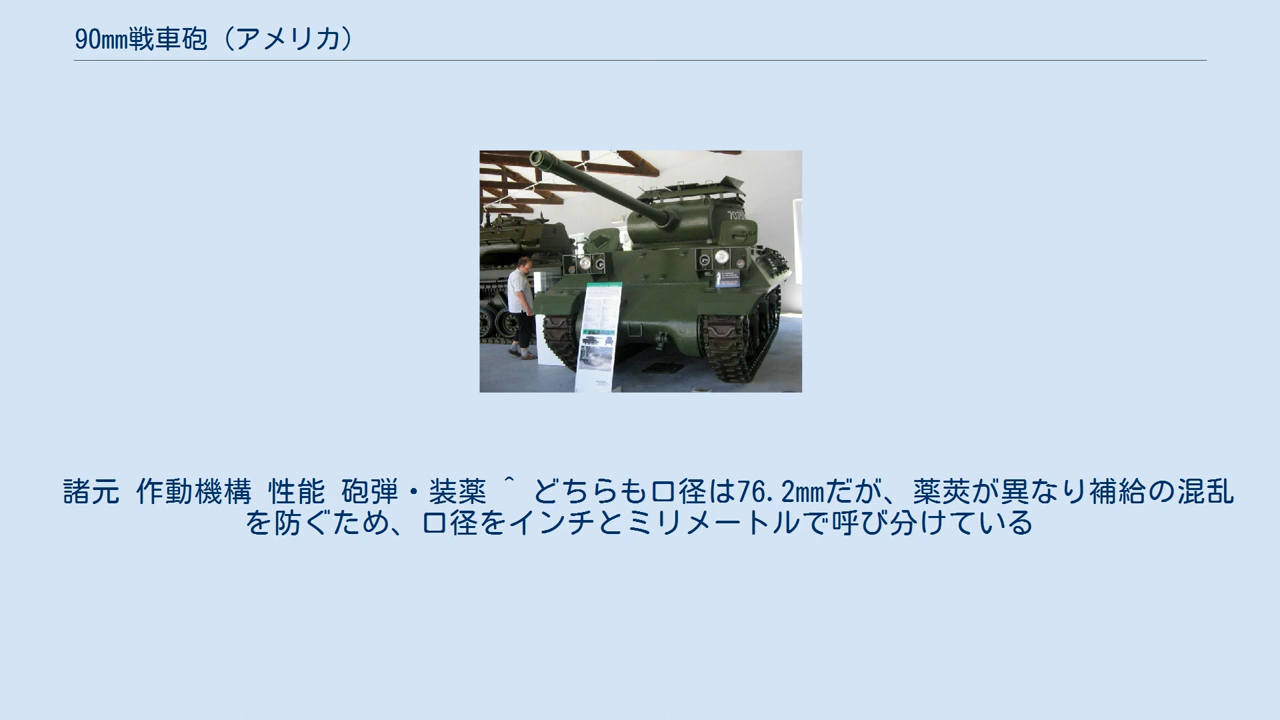 90mm戦車砲（アメリカ）
諸元 作動機構 性能 砲弾・装薬 ^ どちらも口径は76.2mmだが、薬莢が異なり補給の混乱
を防ぐため、口径をインチとミリメートルで呼び分けている